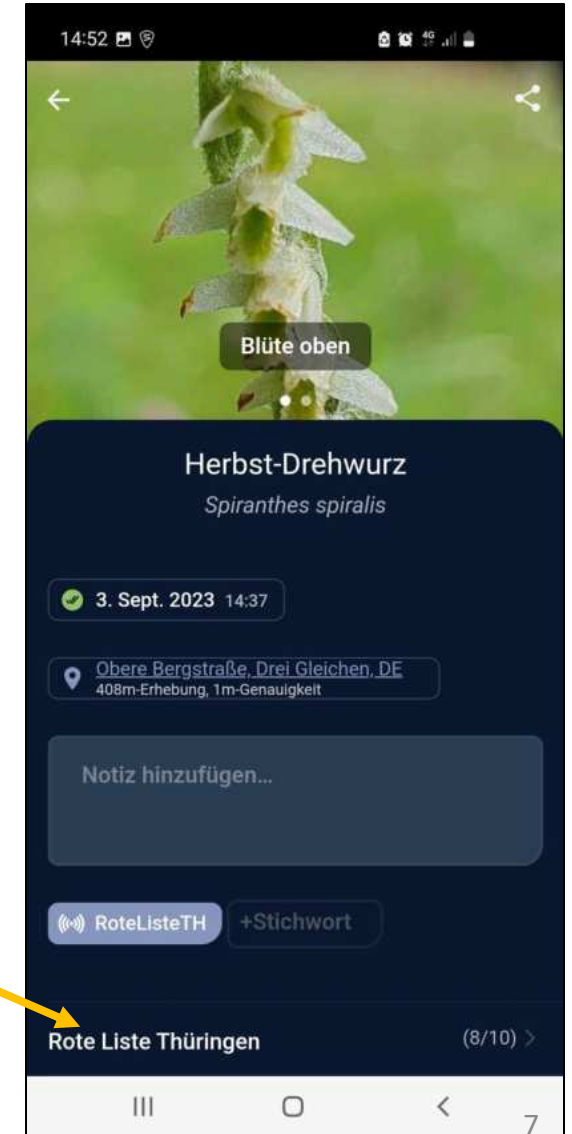 14:52
4G
Blüte oben
Herbst-Drehwurz
Spiranthes spiralis
3. Sept. 2023 14:37
Obere Bergstraße, Drei Gleichen, DE
408m-Erhebung, 1m-Genauigkeit
Notiz hinzufügen...
RoteListeTH +Stichwort
Rote Liste Thüringen (8/10) >
7